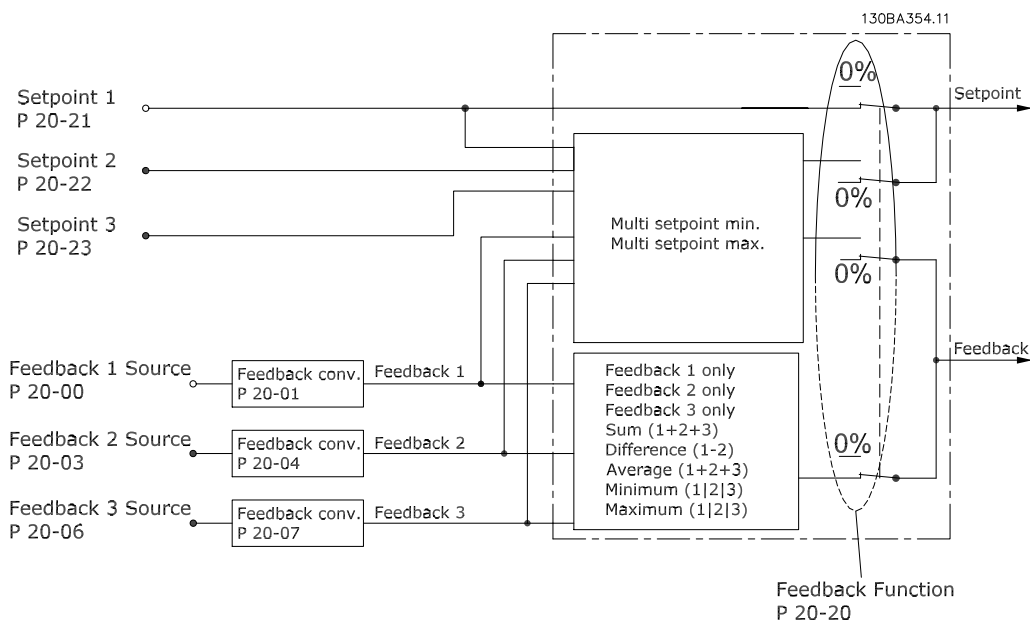 130BA354.11
0%
Setpoint 1
P 20-21
Setpoint
Setpoint 2
P 20-22
0%
Setpoint 3
P 20-23
Multi setpoint min.
Multi setpoint max.
0%
Feedback
Feedback 1 Source
P 20-00
Feedback conv.
P 20-01
Feedback 1
Feedback 1 only
Feedback 2 only
Feedback 3 only
Sum (1+2+3)
Difference (1-2)
Average (1+2+3)
Minimum (1|2|3)
Maximum (1|2|3)
0%
Feedback 2 Source
P 20-03
Feedback conv.
P 20-04
Feedback 2
Feedback 3 Source
P 20-06
Feedback conv.
P 20-07
Feedback 3
Feedback Function
P 20-20